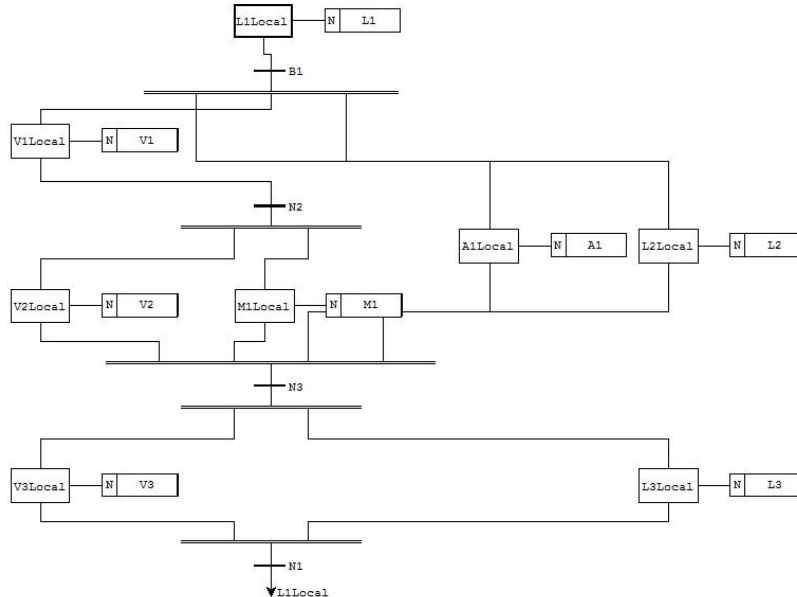 L1Local N L1
B1
V1Local N V1
N2
A1Local N A1 L2Local N L2
V2Local N V2 M1Local N M1
N3
V3Local N V3 L3Local N L3
N1
L1Local